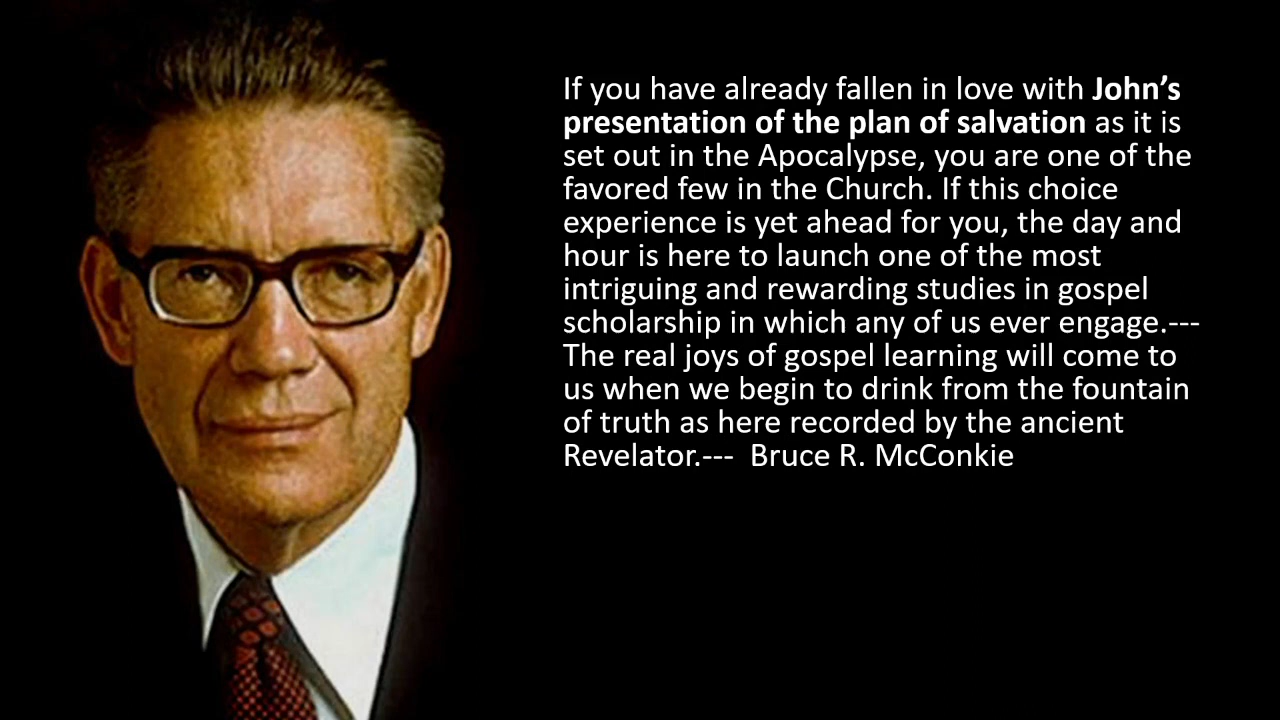 If you have already fallen in love with John’s
presentation of the plan of salvation as it is
set out in the Apocalypse, you are one of the
favored few in the Church. If this choice
experience is yet ahead for you, the day and
hour is here to launch one of the most
intriguing and rewarding studies in gospel
scholarship in which any of us ever engage.---
The real joys of gospel learning will come to
us when we begin to drink from the fountain
of truth as here recorded by the ancient
Revelator.---  Bruce R. McConkie